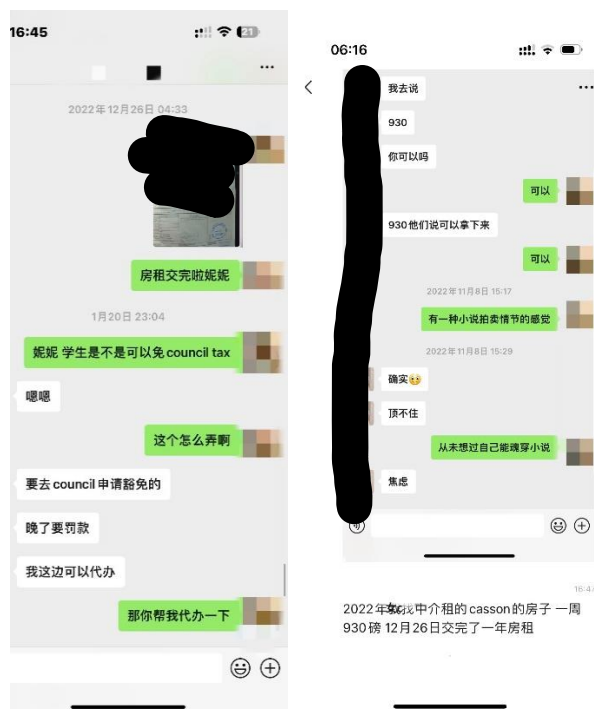 16:45
21
2022年12月26日 04:33
房租交完啦妮妮
1月20日 23:04
妮妮 学生是不是可以免council tax
嗯嗯
这个怎么弄啊
要去council申请豁免的
晚了要罚款
我这边可以代办
那你帮我代办一下
06:16
我去说
930
你可以吗
可以
930他们说可以拿下来
可以
2022年11月8日 15:17
有一种小说拍卖情节的感觉
2022年11月8日 15:29
确实
顶不住
从未想过自己能魂穿小说
焦虑
16:4
2022年 找中介租的casson的房子 一周
930磅 12月26日交完了一年房租